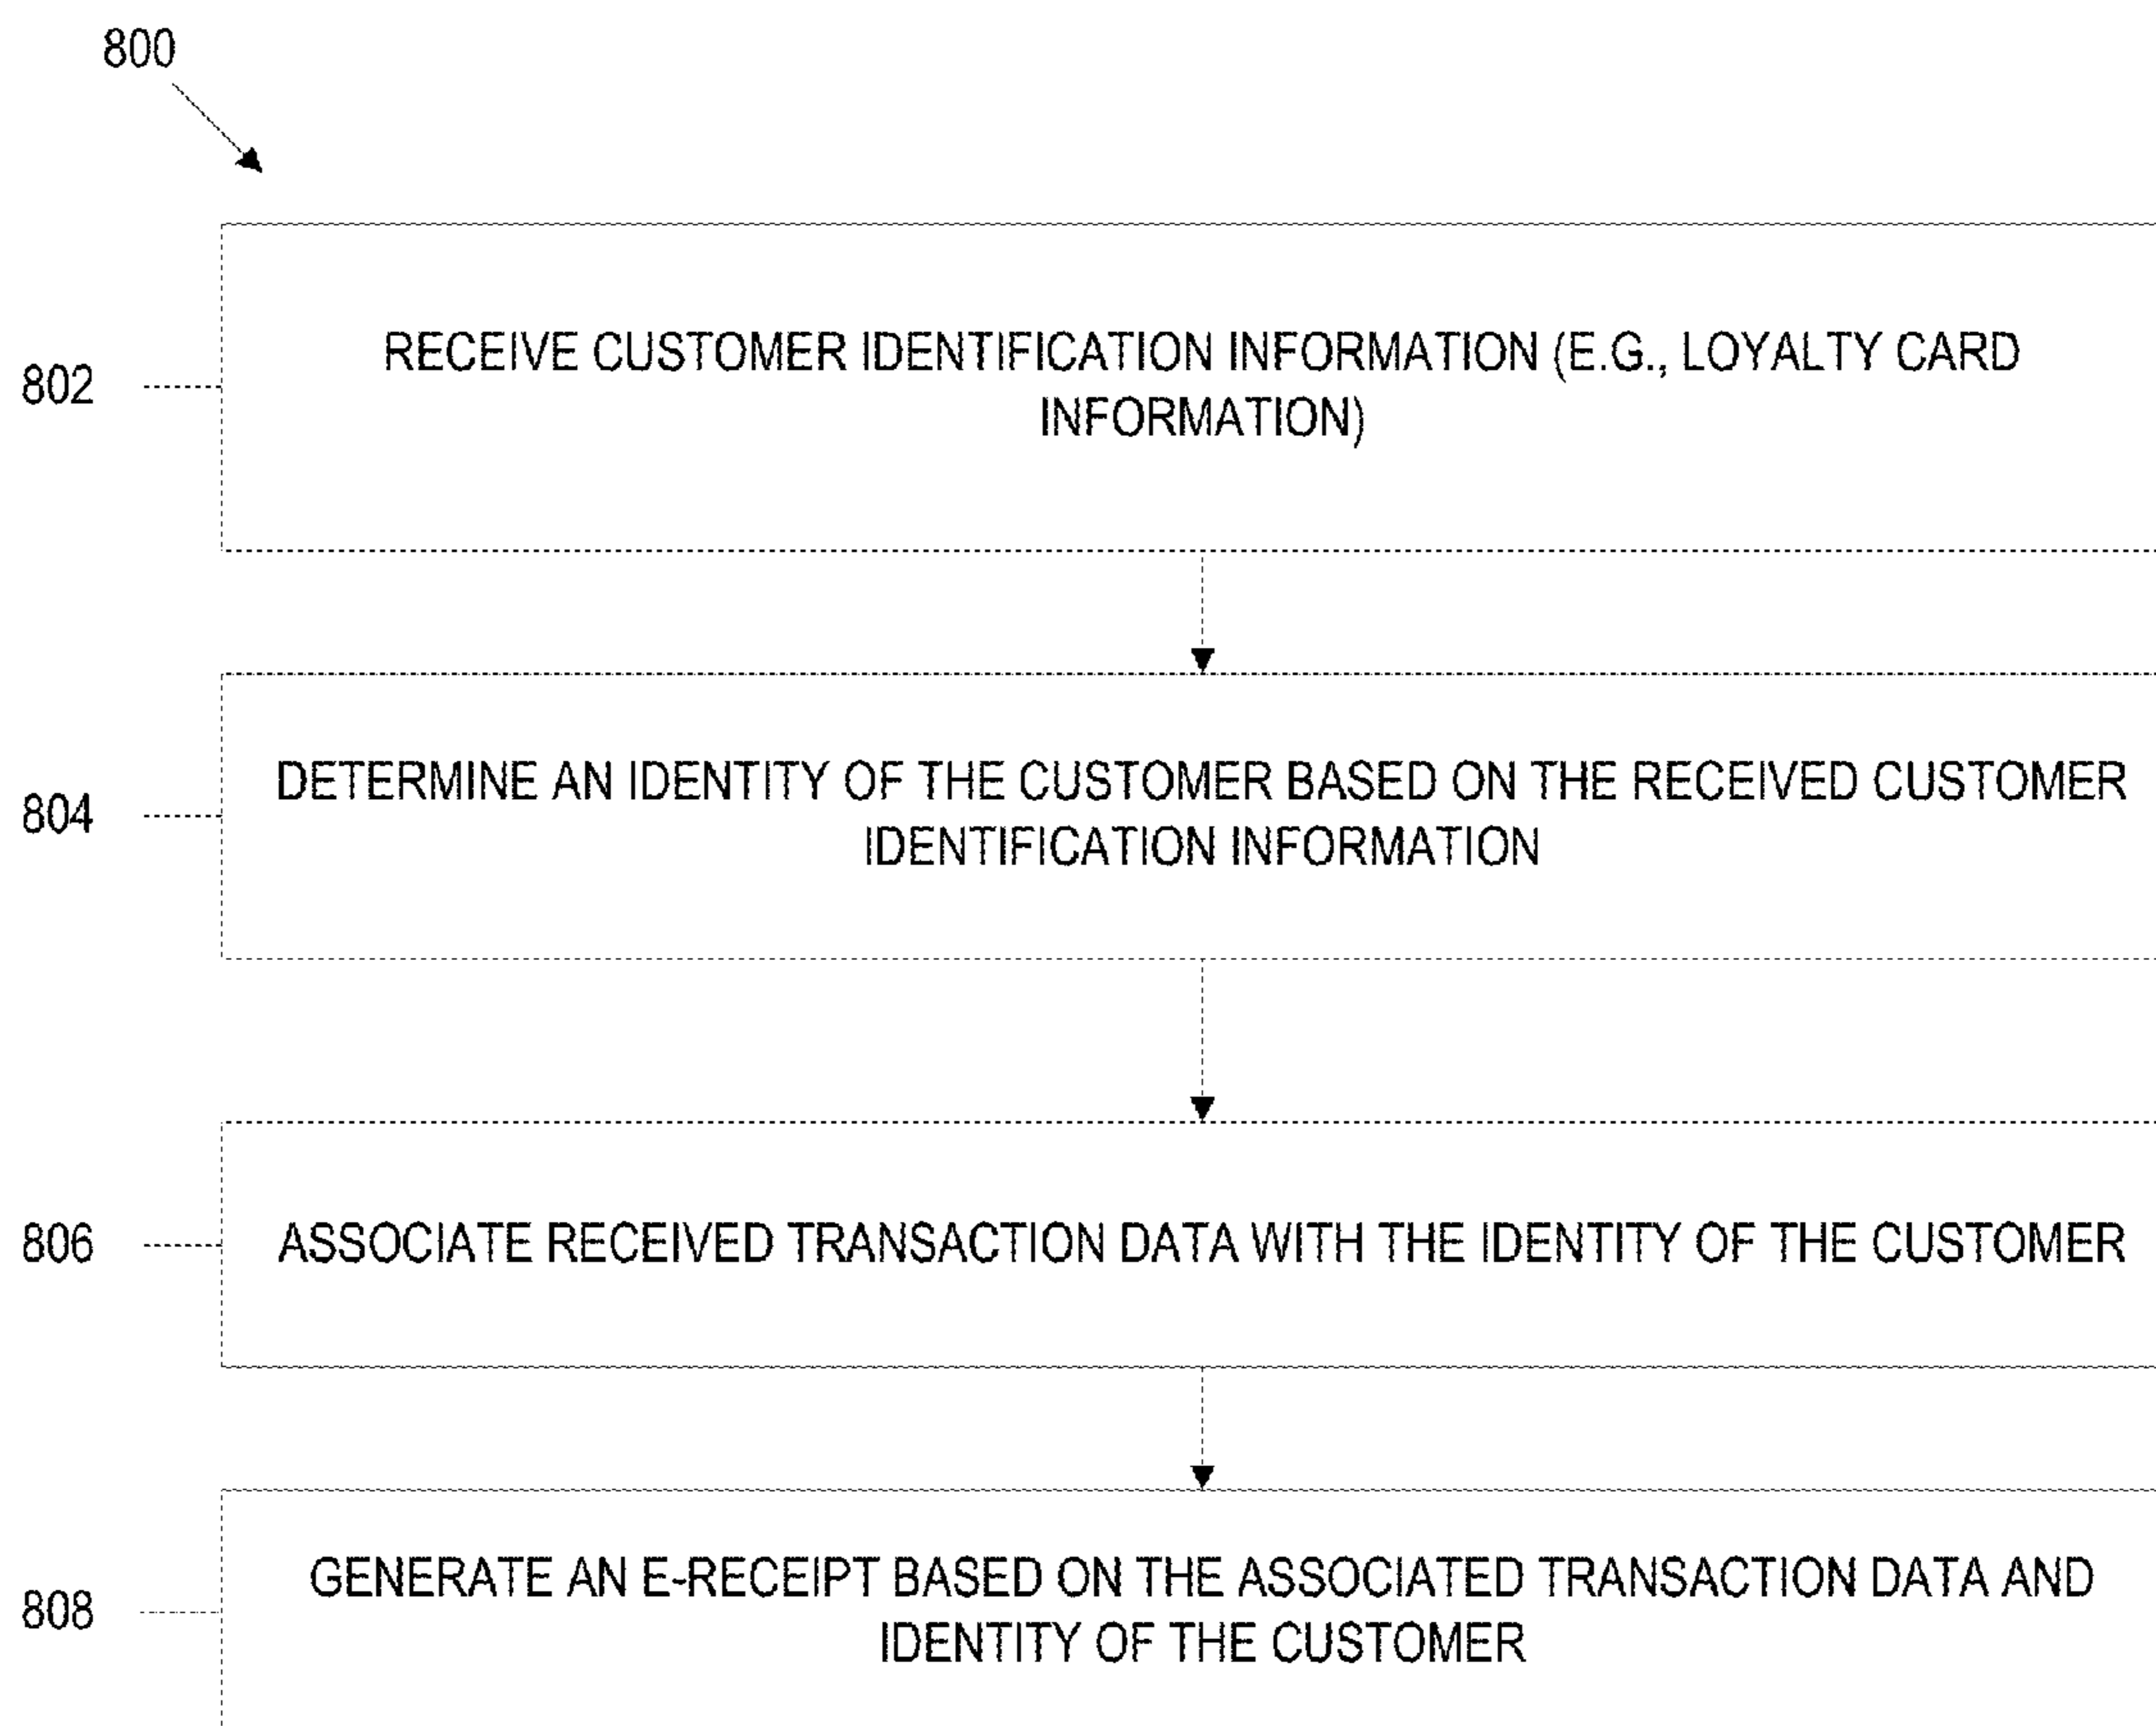 800
802
RECEIVE CUSTOMER IDENTIFICATION INFORMATION (E.G., LOYALTY CARD
INFORMATION)
804
DETERMINE AN IDENTITY OF THE CUSTOMER BASED ON THE RECEIVED CUSTOMER
IDENTIFICATION INFORMATION
806
ASSOCIATE RECEIVED TRANSACTION DATA WITH THE IDENTITY OF THE CUSTOMER
808
GENERATE AN E-RECEIPT BASED ON THE ASSOCIATED TRANSACTION DATA AND
IDENTITY OF THE CUSTOMER